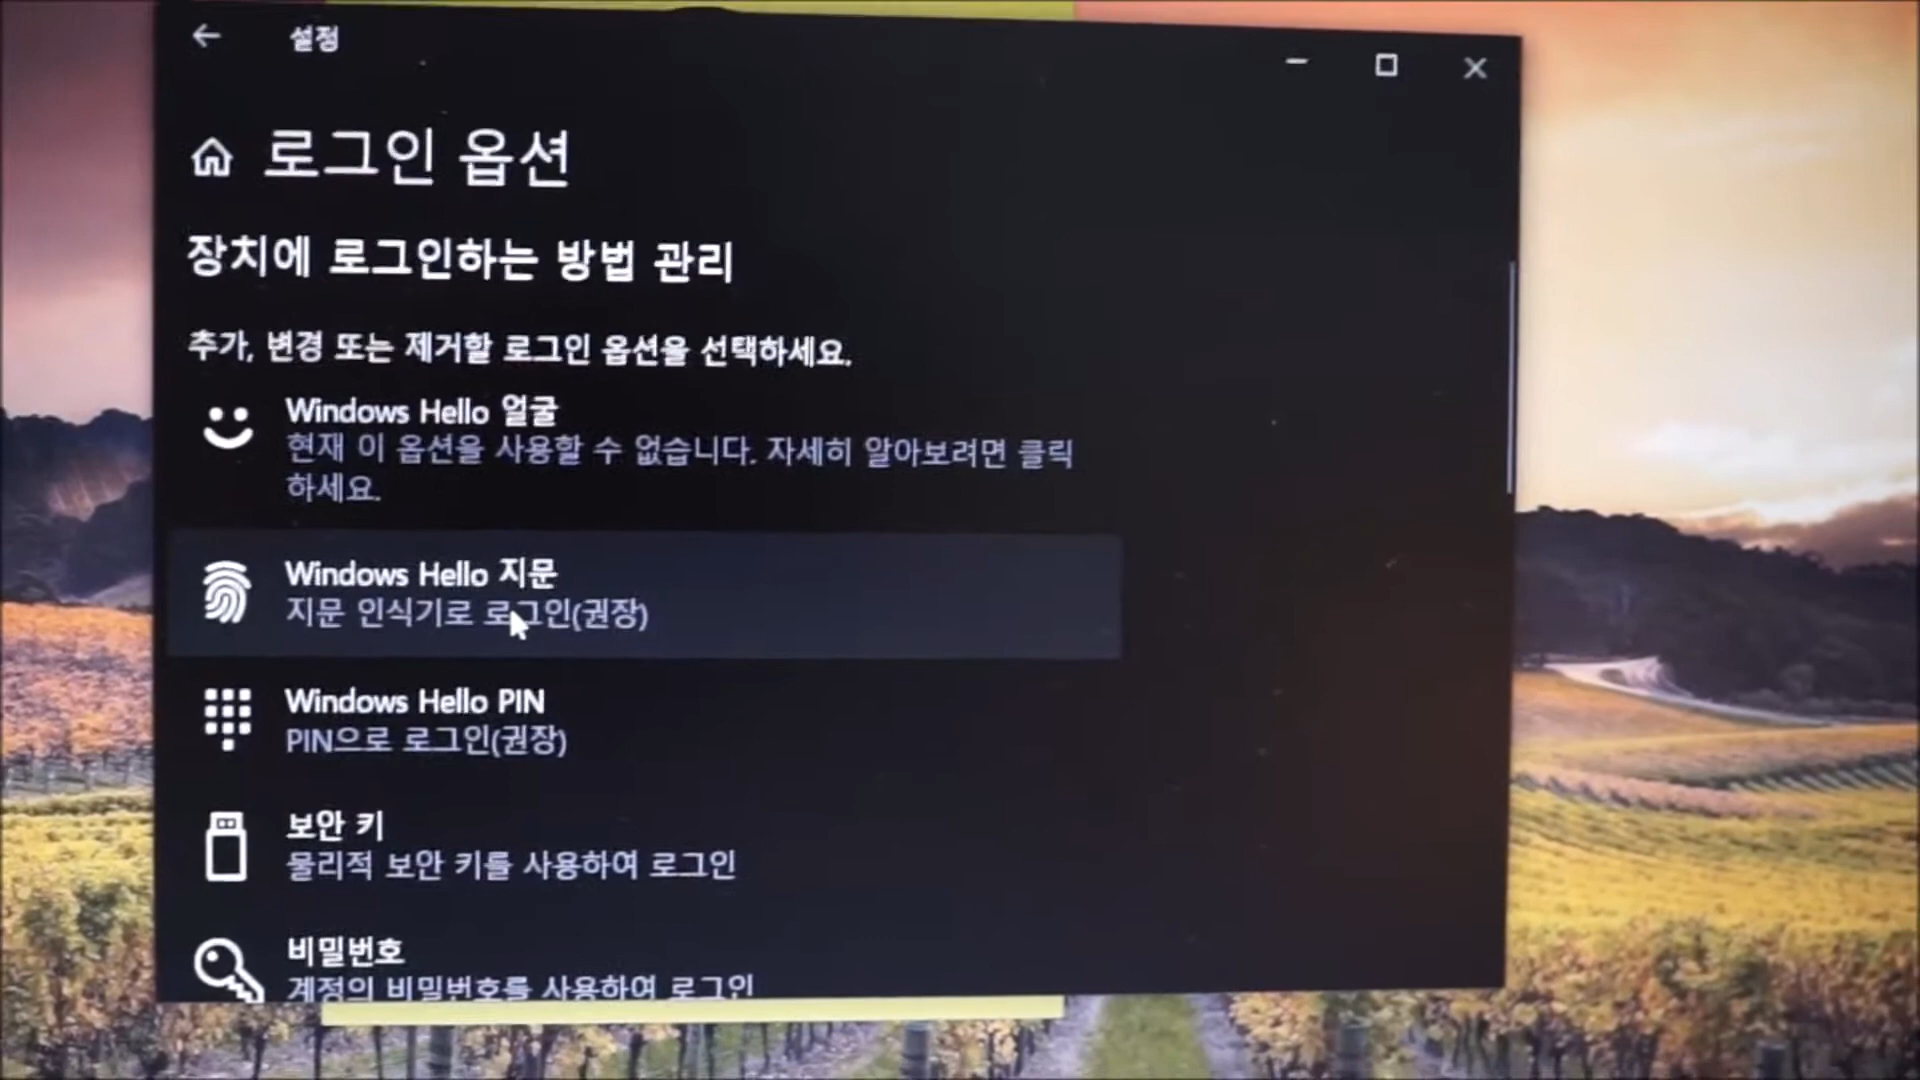 설정
로그인 옵션
장치에 로그인하는 방법 관리
추가, 변경 또는 제거할 로그인 옵션을 선택하세요.
Windows Hello 얼굴
현재 이 옵션을 사용할 수 없습니다. 자세히 알아보려면 클릭
하세요.
Windows Hello 지문
지문 인식기로 로그인(권장)
Windows Hello PIN
PIN으로 로그인(권장)
보안 키
물리적 보안 키를 사용하여 로그인
비밀번호
계정의 비밀번호를 사용하여 로그인